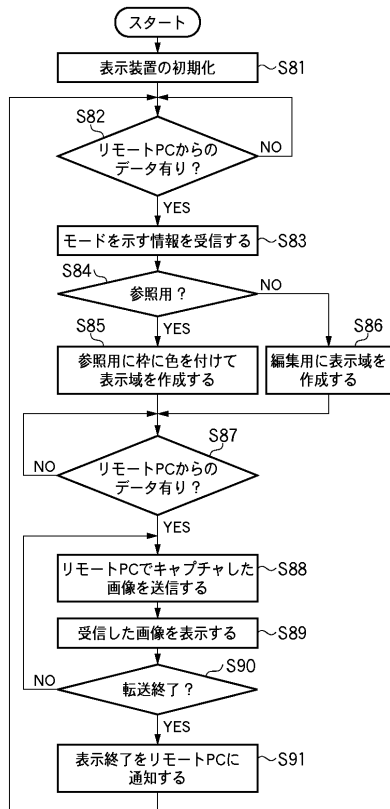 スタート
表示装置の初期化
S81
S82
リモートPCからの
データ有り?
NO
YES
モードを示す情報を受信する
S83
S84
参照用?
NO
YES
S85
参照用に枠に色を付けて
表示域を作成する
S86
編集用に表示域を
作成する
S87
リモートPCからの
データ有り?
NO
YES
リモートPCでキャプチャした
画像を送信する
S88
受信した画像を表示する
S89
S90
転送終了?
NO
YES
表示終了をリモートPCに
通知する
S91